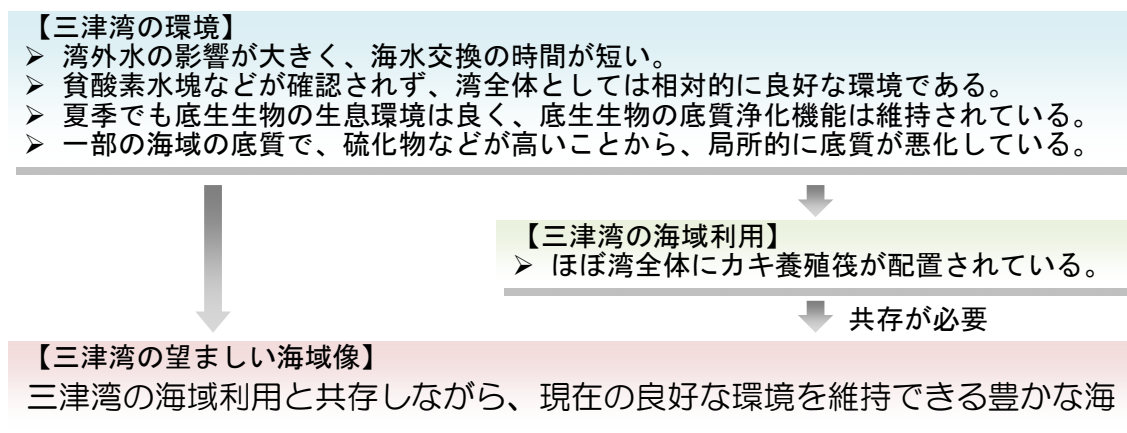 【三津湾の環境】
➢ 湾外水の影響が大きく、海水交換の時間が短い。
➢ 貧酸素水塊などが確認されず、湾全体としては相対的に良好な環境である。
➢ 夏季でも底生生物の生息環境は良く、底生生物の底質浄化機能は維持されている。
➢ 一部の海域の底質で、硫化物などが高いことから、局所的に底質が悪化している。
【三津湾の海域利用】
➢ ほぼ湾全体にカキ養殖筏が配置されている。
共存が必要
【三津湾の望ましい海域像】
三津湾の海域利用と共存しながら、現在の良好な環境を維持できる豊かな海